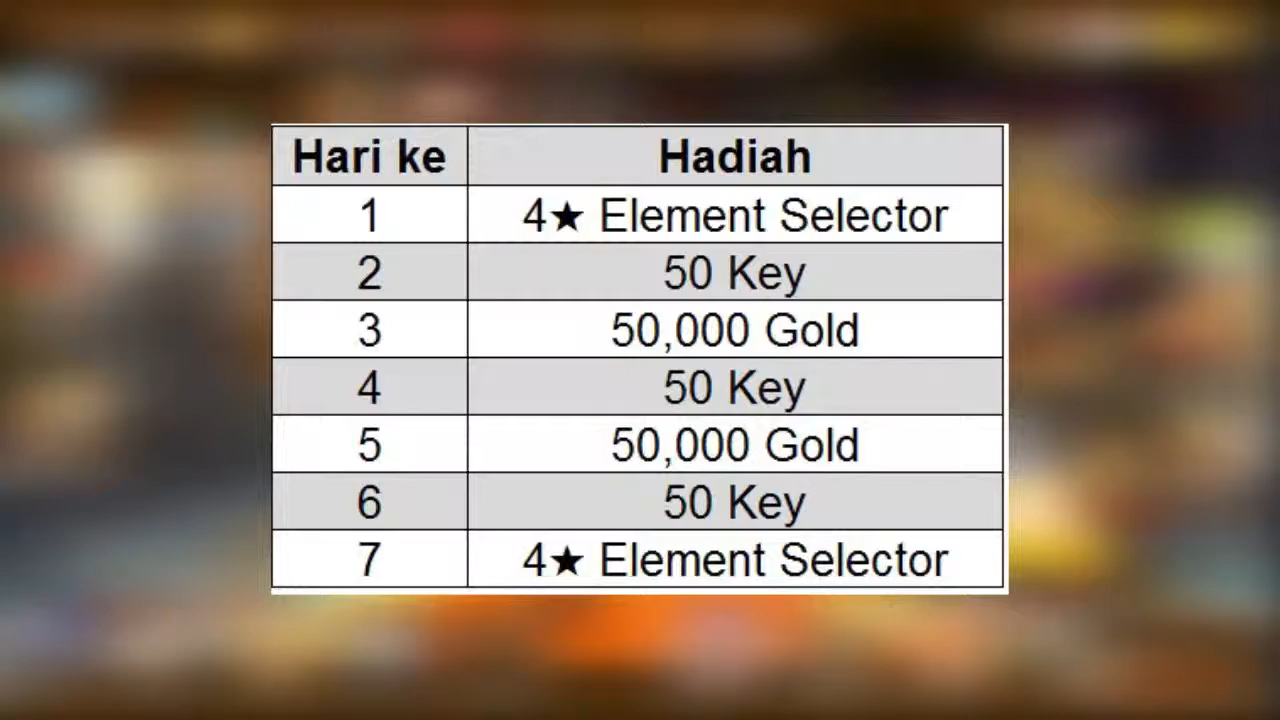 Hari ke Hadiah
1 4★ Element Selector
2 50 Key
3 50,000 Gold
4 50 Key
5 50,000 Gold
6 50 Key
7 4★ Element Selector